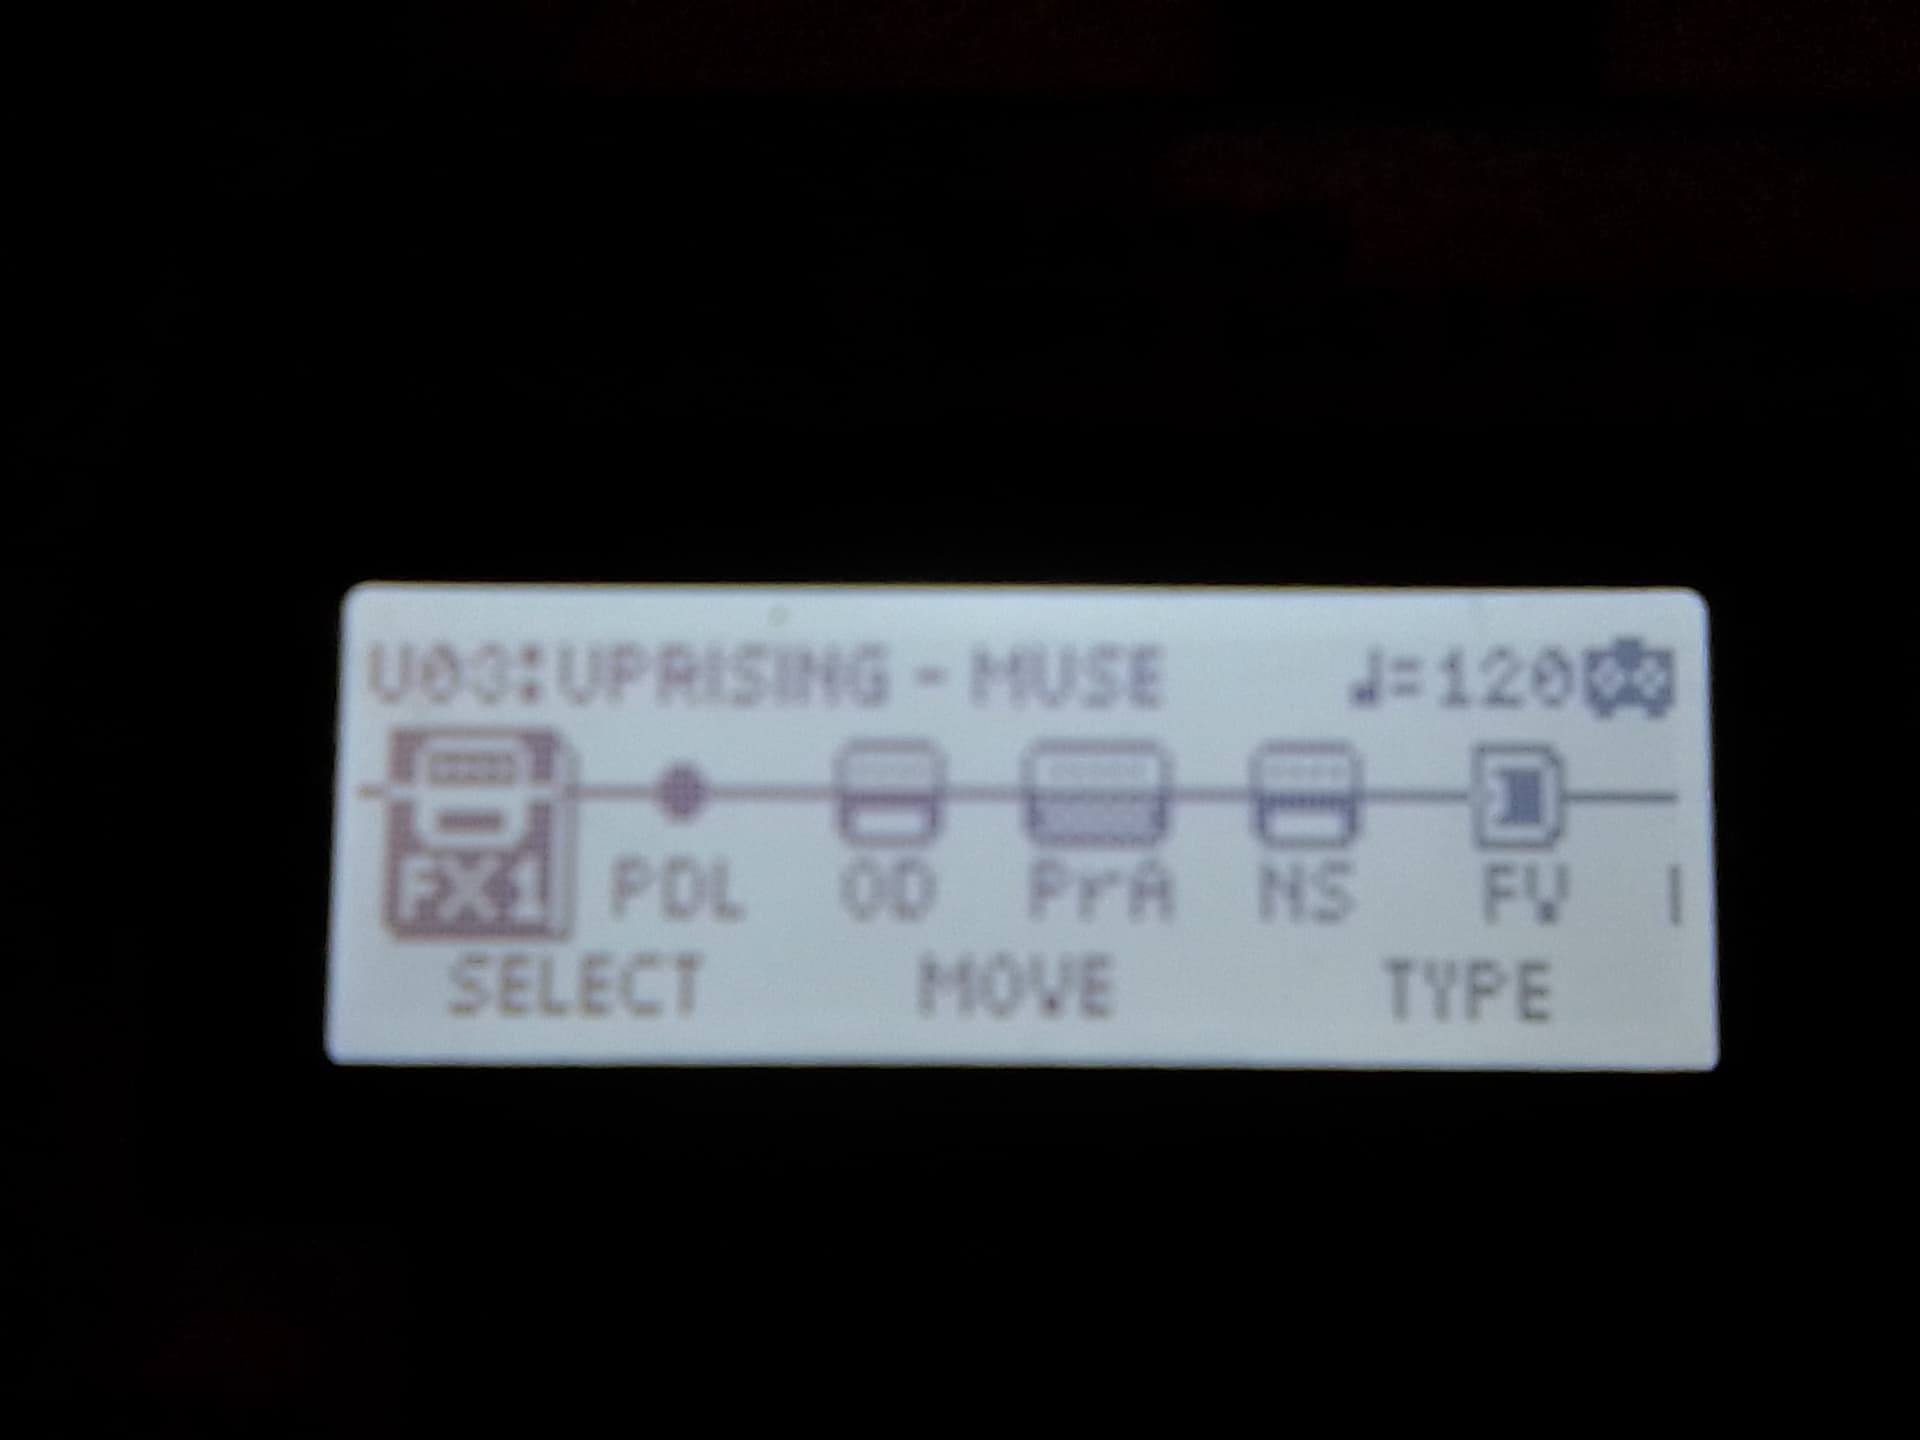 U03:UPRISING - MUSE ♩=120
FX1 PDL OD PrA NS FV
SELECT MOVE TYPE